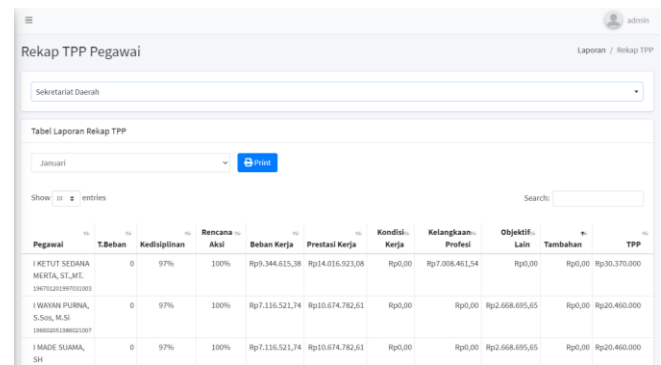 admin
Rekap TPP Pegawai
Laporan / Rekap TPP
Sekretariat Daerah
Tabel Laporan Rekap TPP
Januari
Print
Show 10 entries
Search:
Pegawai T.Beban Kedisiplinan Rencana Aksi Beban Kerja Prestasi Kerja Kondisi Kerja Kelangkaan Profesi Objektif Lain Tambahan TPP
I KETUT SEDANA 0 97% 100% Rp9.344.615,38 Rp14.016.923,08 Rp0,00 Rp7.008.461,54 Rp0,00 Rp0,00 Rp30.370.000
MERTA, ST.,MT.
196701201997031003
I WAYAN PURNA, 0 97% 100% Rp7.116.521,74 Rp10.674.782,61 Rp0,00 Rp0,00 Rp2.668.695,65 Rp0,00 Rp20.460.000
S.Sos, M.Si
196602051986021007
I MADE SUAMA, 0 97% 100% Rp7.116.521,74 Rp10.674.782,61 Rp0,00 Rp0,00 Rp2.668.695,65 Rp0,00 Rp20.460.000
SH